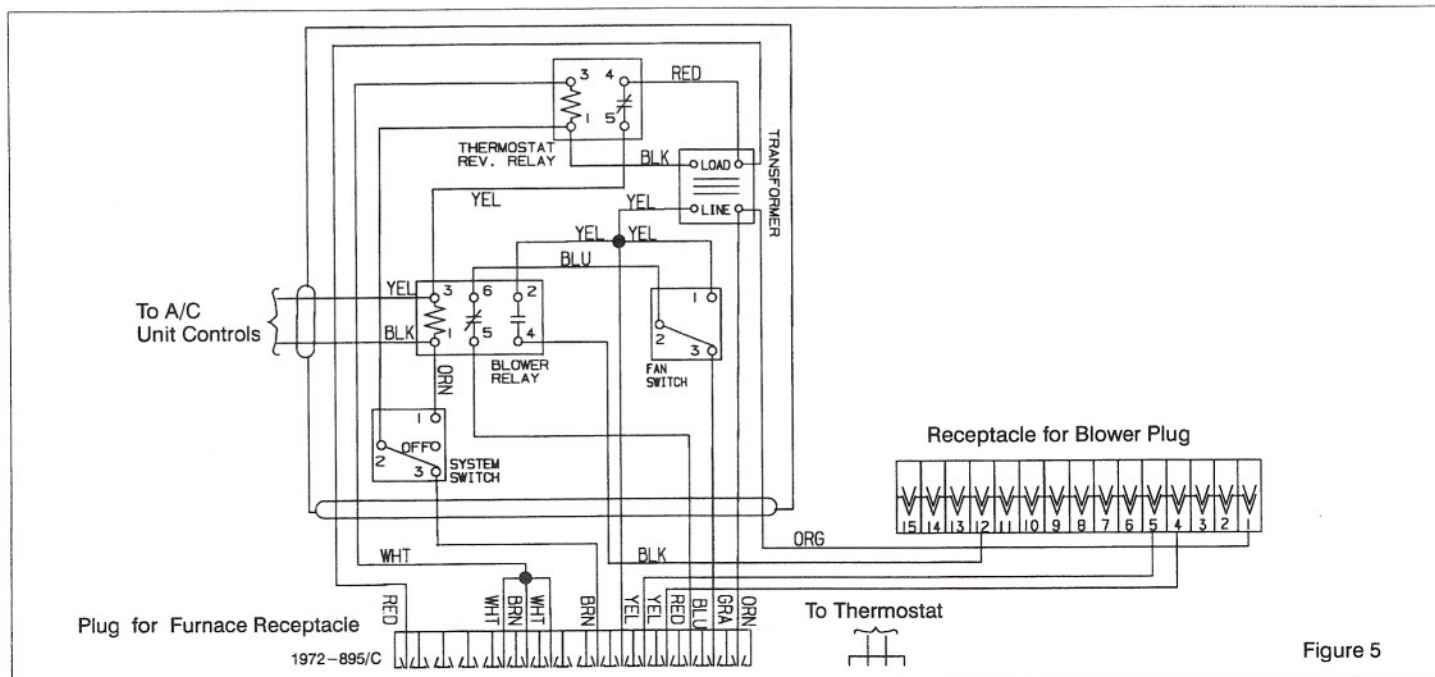 3 4 RED
1 5
THERMOSTAT
REV. RELAY
BLK
LOAD
TRANSFORMER
YEL
YEL
LINE
YEL YEL
BLU
To A/C
Unit Controls
YEL
3 6 2
BLK
1 5 4
BLOWER
RELAY
1
2
3
FAN
SWITCH
ORN
1
OFF
2
3
SYSTEM
SWITCH
Receptacle for Blower Plug
15 14 13 12 11 10 9 8 7 6 5 4 3 2 1
ORG
WHT
BLK
RED
WHT
BRN
WHT
BRN
YEL
YEL
RED
BLU
GRA
ORN
To Thermostat
Plug for Furnace Receptacle
1972-895/C
Figure 5